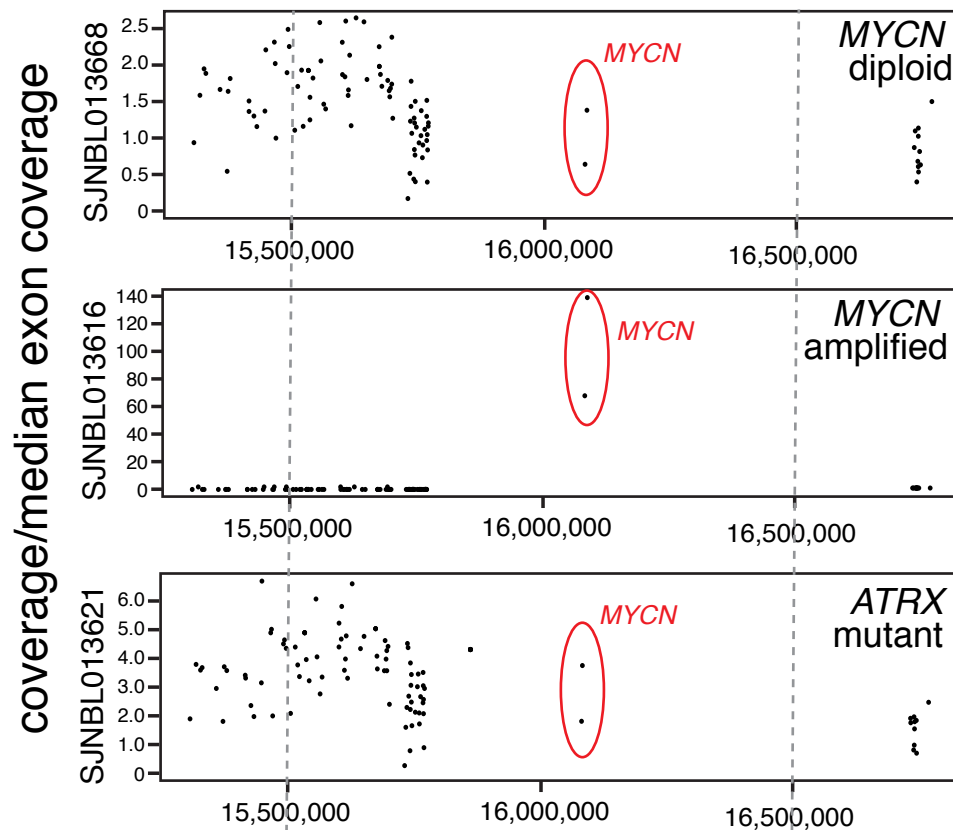 coverage/median exon coverage
SJNBL013668
2.5
2.0
1.5
1.0
0.5
0
MYCN
MYCN
diploid
15,500,000
16,000,000
16,500,000
SJNBL013616
140
120
100
80
60
40
20
0
MYCN
MYCN
amplified
15,500,000
16,000,000
16,500,000
SJNBL013621
6.0
5.0
4.0
3.0
2.0
1.0
0
MYCN
ATRX
mutant
15,500,000
16,000,000
16,500,000